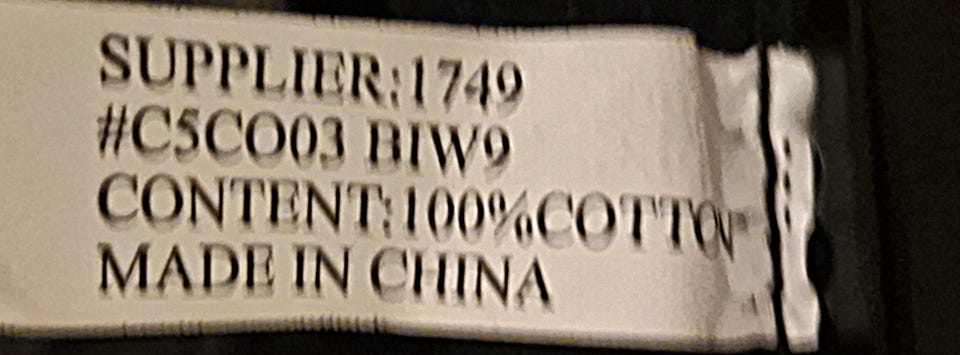 SUPPLIER:1749
#C5CO03 BIW9
CONTENT:100%COTTON
MADE IN CHINA